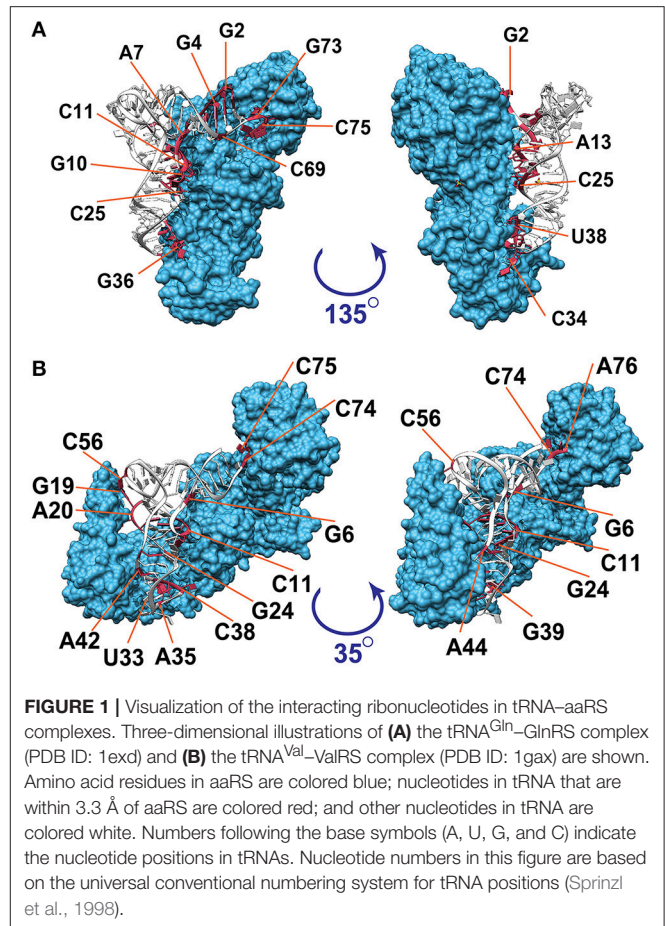 A
G2
G4
G73
A7
C11
C75
G10
C69
C25
G36
G2
A13
C25
U38
C34
135°
B
C75
C74
C56
G19
A20
G6
C11
G24
A42
C38
U33
A35
C74
A76
C56
G6
C11
G24
G39
A44
35°
FIGURE 1 | Visualization of the interacting ribonucleotides in tRNA–aaRS
complexes. Three-dimensional illustrations of (A) the tRNA^Gln–GlnRS complex
(PDB ID: 1exd) and (B) the tRNA^Val–ValRS complex (PDB ID: 1gax) are shown.
Amino acid residues in aaRS are colored blue; nucleotides in tRNA that are
within 3.3 Å of aaRS are colored red; and other nucleotides in tRNA are
colored white. Numbers following the base symbols (A, U, G, and C) indicate
the nucleotide positions in tRNAs. Nucleotide numbers in this figure are based
on the universal conventional numbering system for tRNA positions (Sprinzl
et al., 1998).